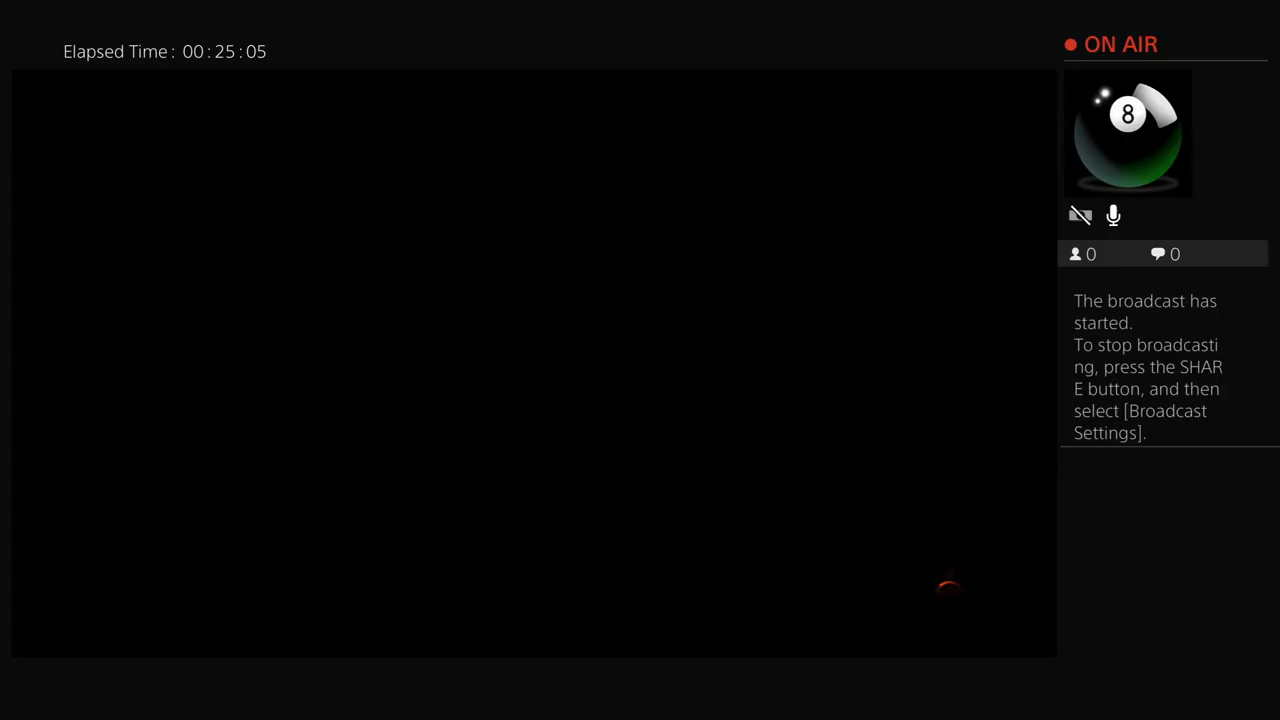 Elapsed Time : 00:25:05
ON AIR
8
0
0
The broadcast has
started.
To stop broadcasti
ng, press the SHAR
E button, and then
select [Broadcast
Settings].